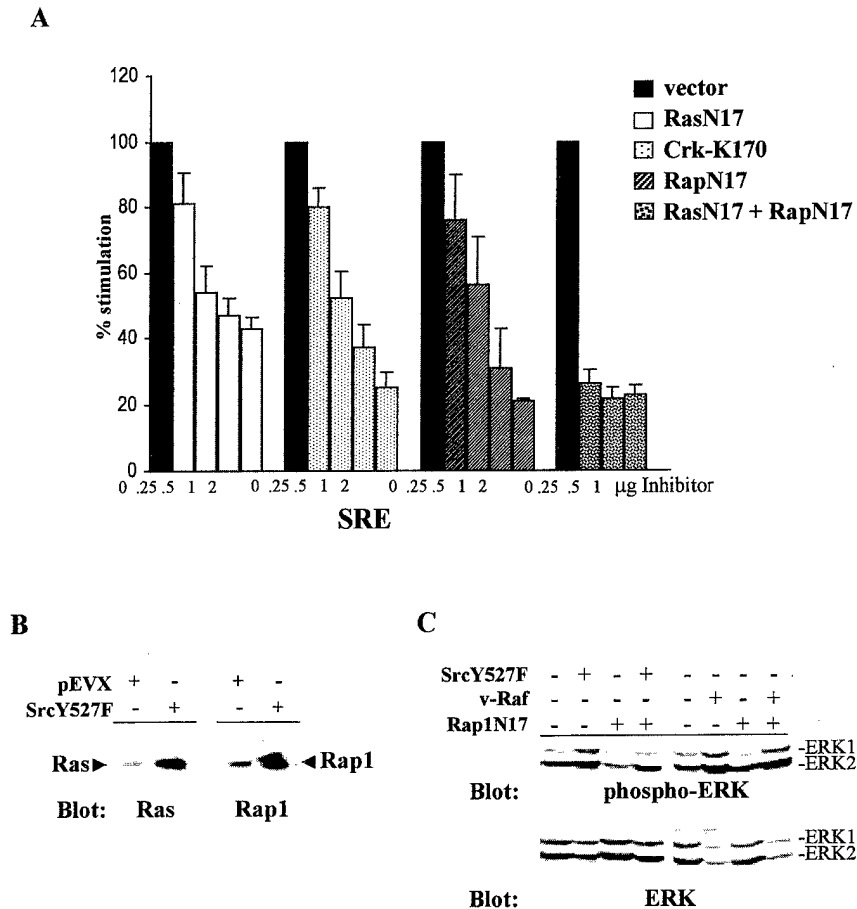 A
120
100
80
60
40
20
0
% stimulation
vector
RasN17
Crk-K170
RapN17
RasN17 + RapN17
0 .25 .5 1 2 0 .25 .5 1 2 0 .25 .5 1 2 0 .25 .5 1 µg Inhibitor
SRE
B
pEVX + - + -
SrcY527F - + - +
Ras Rap1
Blot: Ras Rap1
C
SrcY527F - + - + - - - -
v-Raf - - - - - + - +
Rap1N17 - - + + - - + +
-ERK1
-ERK2
Blot: phospho-ERK
-ERK1
-ERK2
Blot: ERK